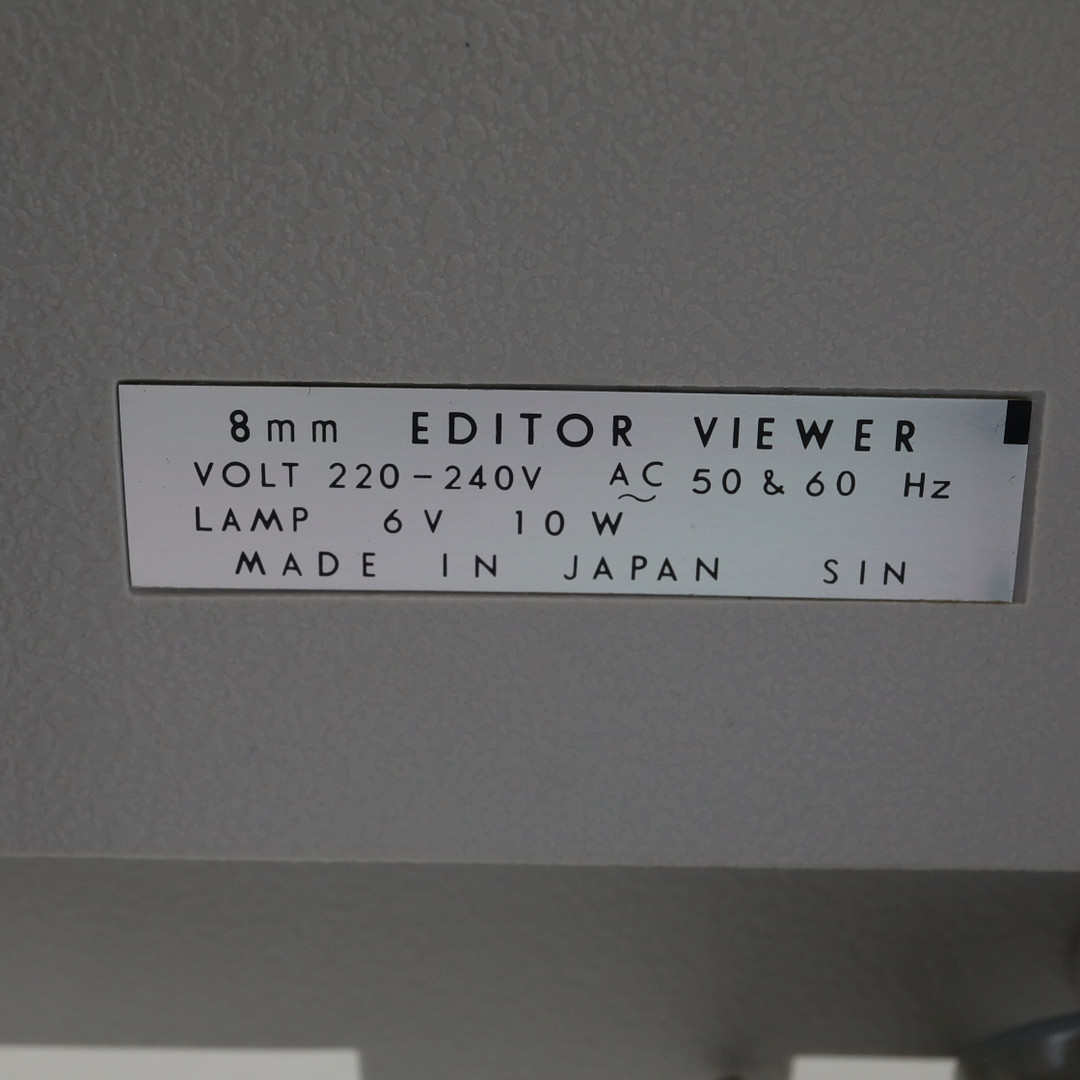 8mm EDITOR VIEWER
VOLT 220-240V AC 50 & 60 Hz
LAMP 6V 10W
MADE IN JAPAN SIN